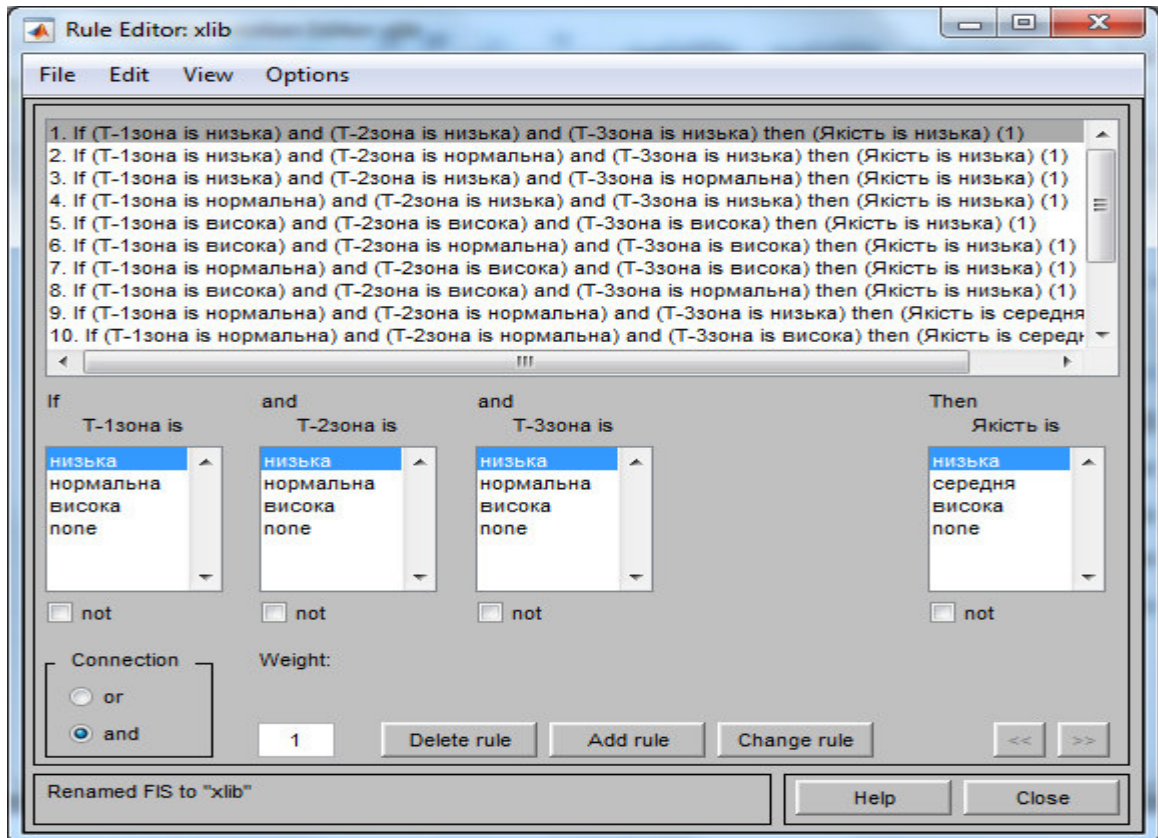 Rule Editor: xlib
File Edit View Options
1. If (Т-1зона is низька) and (Т-2зона is низька) and (Т-3зона is низька) then (Якість is низька) (1)
2. If (Т-1зона is низька) and (Т-2зона is нормальна) and (Т-3зона is низька) then (Якість is низька) (1)
3. If (Т-1зона is низька) and (Т-2зона is низька) and (Т-3зона is нормальна) then (Якість is низька) (1)
4. If (Т-1зона is нормальна) and (Т-2зона is низька) and (Т-3зона is низька) then (Якість is низька) (1)
5. If (Т-1зона is висока) and (Т-2зона is висока) and (Т-3зона is висока) then (Якість is низька) (1)
6. If (Т-1зона is висока) and (Т-2зона is нормальна) and (Т-3зона is висока) then (Якість is низька) (1)
7. If (Т-1зона is нормальна) and (Т-2зона is висока) and (Т-3зона is висока) then (Якість is низька) (1)
8. If (Т-1зона is висока) and (Т-2зона is висока) and (Т-3зона is нормальна) then (Якість is низька) (1)
9. If (Т-1зона is нормальна) and (Т-2зона is нормальна) and (Т-3зона is низька) then (Якість is середня
10. If (Т-1зона is нормальна) and (Т-2зона is нормальна) and (Т-3зона is висока) then (Якість is серед
If and and Then
Т-1зона is Т-2зона is Т-3зона is Якість is
низька низька низька низька
нормальна нормальна нормальна середня
висока висока висока висока
none none none none
not not not not
Connection Weight:
or
and 1 Delete rule Add rule Change rule << >>
Renamed FIS to "xlib" Help Close